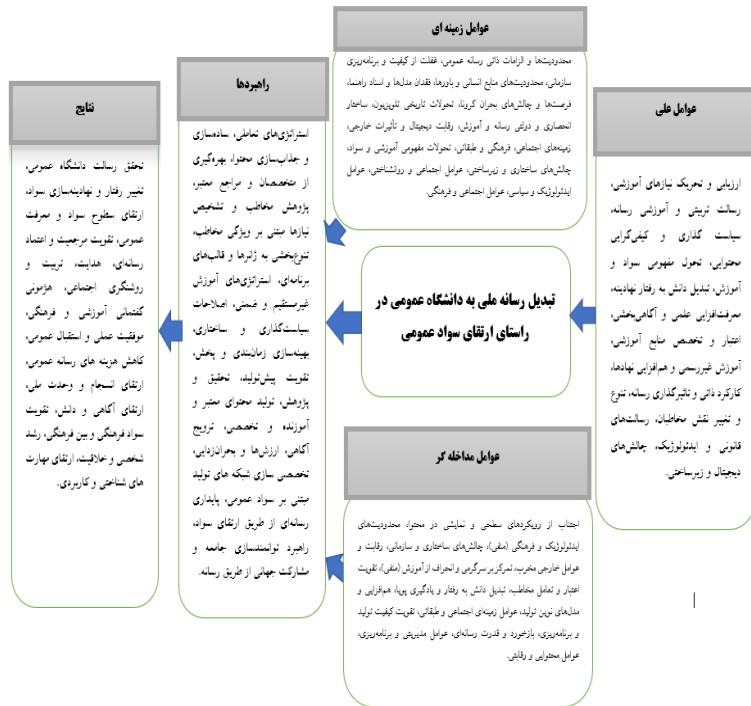 عوامل علی
ارزیابی و تحریک نیازهای آموزشی،
رسالت تربیتی و آموزشی رسانه،
سیاست گذاری و کیفی‌گرایی
محتوایی، تحول مفهومی سواد و
آموزش، تبدیل دانش به رفتار نهادینه،
معرفت‌افزایی علمی و آگاهی‌بخشی،
اعتبار و تخصص منابع آموزشی،
آموزش غیررسمی و هم‌افزایی نهادها،
کارکرد ذاتی و تاثیرگذاری رسانه، تنوع
و تغییر نقش مخاطبان، رسالت‌های
قانونی و ایدئولوژیک، چالش‌های
دیجیتال و زیرساختی.
عوامل زمینه ای
محدودیت‌ها و الزامات ذاتی رسانه عمومی، غفلت از کیفیت و برنامه‌ریزی
سازمانی، محدودیت‌های منابع انسانی و باورها، فقدان مدل‌ها و اسناد راهنما،
فرصت‌ها و چالش‌های بحران کرونا، تحولات تاریخی تلویزیون، ساختار
انحصاری و دولتی رسانه و آموزش، رقابت دیجیتال و تأثیرات خارجی،
زمینه‌های اجتماعی، فرهنگی و طبقاتی، تحولات مفهومی آموزشی و سواد،
چالش‌های ساختاری و زیرساختی، عوامل اجتماعی و روانشناختی، عوامل
ایدئولوژیک و سیاسی، عوامل اجتماعی و فرهنگی.
تبدیل رسانه ملی به دانشگاه عمومی در
راستای ارتقای سواد عمومی
عوامل مداخله گر
اجتناب از رویکردهای سطحی و نمایشی در محتوا، محدودیت‌های
ایدئولوژیک و فرهنگی (منفی)، چالش‌های ساختاری و سازمانی، رقابت و
عوامل خارجی مخرب، تمرکز بر سرگرمی و انحراف از آموزش (منفی)، تقویت
اعتبار و تعامل مخاطب، تبدیل دانش به رفتار و یادگیری پویا، هم‌افزایی و
مدل‌های نوین تولید، عوامل زمینه‌ای اجتماعی و طبقاتی، تقویت کیفیت تولید
و برنامه‌ریزی، بازخورد و قدرت رسانه‌ای، عوامل مدیریتی و برنامه‌ریزی،
عوامل محتوایی و رقابتی.
راهبردها
استراتژی‌های تعاملی، ساده‌سازی
و جذاب‌سازی محتوا، بهره‌گیری
از متخصصان و مراجع معتبر،
پژوهش مخاطب و تشخیص
نیازها مبتنی بر ویژگی مخاطب،
تنوع‌بخشی به ژانرها و قالب‌های
برنامه‌ای، استراتژی‌های آموزش
غیرمستقیم و ضمنی، اصلاحات
سیاست‌گذاری و ساختاری،
بهینه‌سازی زمان‌بندی و پخش،
تقویت پیش‌تولید، تحقیق و
پژوهش، تولید محتوای معتبر و
آموزنده و تخصصی، ترویج
آگاهی، ارزش‌ها و بحران‌زدایی،
تخصصی سازی شبکه های تولید
مبتنی بر سواد عمومی، پایداری
رسانه‌ای از طریق ارتقای سواد،
راهبرد توانمندسازی جامعه و
مشارکت جهانی از طریق رسانه.
نتایج
تحقق رسالت دانشگاه عمومی،
تغییر رفتار و نهادینه‌سازی سواد،
ارتقای سطوح سواد و معرفت
عمومی، تقویت مرجعیت و اعتماد
رسانه‌ای، هدایت، تربیت و
روشنگری اجتماعی، هژمونی
گفتمانی آموزشی و فرهنگی،
موفقیت عملی و استقبال عمومی،
کاهش هزینه های رسانه عمومی،
ارتقای انسجام و وحدت ملی،
ارتقای آگاهی و دانش، تقویت
سواد فرهنگی و بین فرهنگی، رشد
شخصی و خلاقیت، ارتقای مهارت
های شناختی و کاربردی.